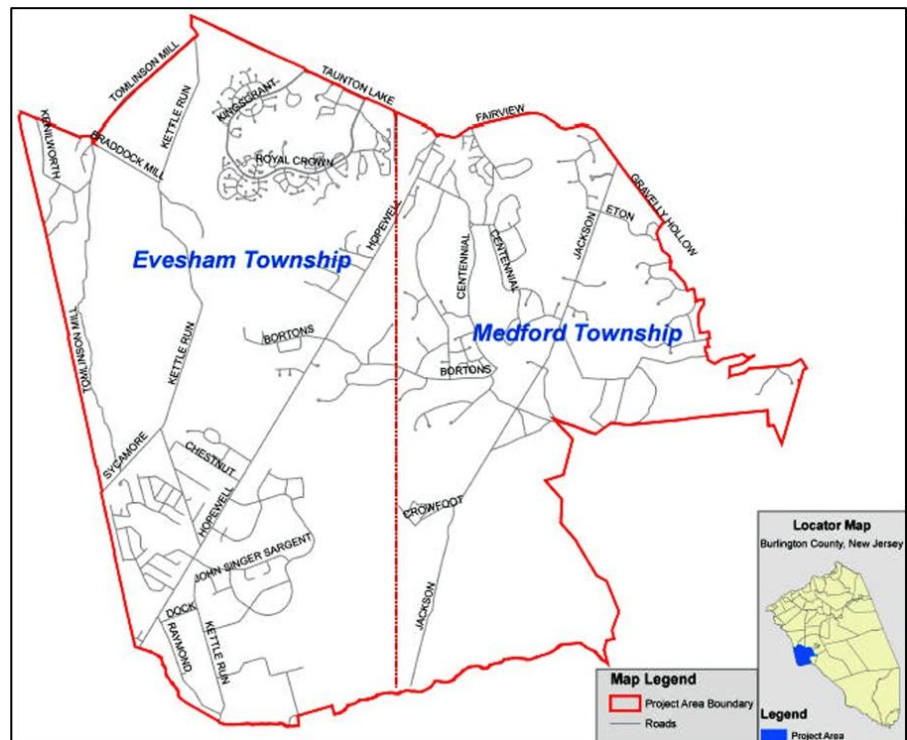 TOMLINSON MILL
KETTLE RUN
KINGSGRANT
TAUNTON LAKE
FAIRVIEW
KENILWORTH
BRADDOCK MILL
ROYAL CROWN
GRAVELLY HOLLOW
ETON
JACKSON
HOPEWELL
CENTENNIAL
CENTENNIAL
Evesham Township
Medford Township
TOMLINSON MILL
KETTLE RUN
BORTONS
BORTONS
SYCAMORE
CHESTNUT
HOPEWELL
CROWFOOT
JOHN SINGER SARGENT
DOCK
RAYMOND
KETTLE RUN
JACKSON
Locator Map
Burlington County, New Jersey
Map Legend
Project Area Boundary
Roads
Legend
Project Area